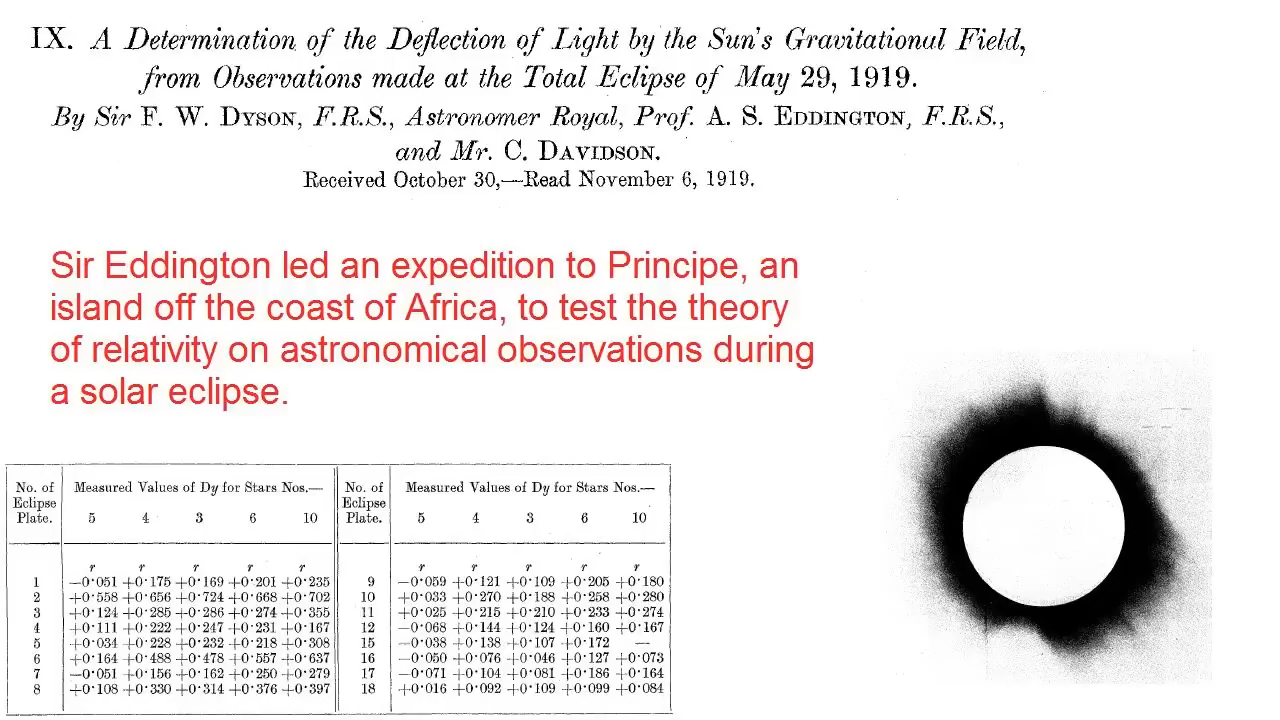 IX. A Determination of the Deflection of Light by the Sun's Gravitational Field,
from Observations made at the Total Eclipse of May 29, 1919.
By Sir F. W. DYSON, F.R.S., Astronomer Royal, Prof. A. S. EDDINGTON, F.R.S.,
and Mr. C. DAVIDSON.
Received October 30,—Read November 6, 1919.
Sir Eddington led an expedition to Principe, an
island off the coast of Africa, to test the theory
of relativity on astronomical observations during
a solar eclipse.
No. of Eclipse Plate. Measured Values of Dy for Stars Nos.— No. of Eclipse Plate. Measured Values of Dy for Stars Nos.—
5 4 3 6 10 5 4 3 6 10
r r r r r r r r r r
1 −0·051 +0·175 +0·169 +0·201 +0·235 9 −0·059 +0·121 +0·109 +0·205 +0·180
2 +0·558 +0·656 +0·724 +0·668 +0·702 10 +0·033 +0·270 +0·188 +0·258 +0·280
3 +0·124 +0·285 +0·286 +0·274 +0·355 11 +0·025 +0·215 +0·210 +0·233 +0·274
4 +0·111 +0·222 +0·247 +0·231 +0·167 12 −0·068 +0·144 +0·124 +0·160 +0·167
5 +0·034 +0·228 +0·232 +0·218 +0·308 15 −0·038 +0·138 +0·107 +0·172 —
6 +0·164 +0·488 +0·478 +0·557 +0·637 16 −0·050 +0·076 +0·046 +0·127 +0·073
7 −0·051 +0·156 +0·162 +0·250 +0·279 17 −0·071 +0·104 +0·081 +0·186 +0·164
8 +0·108 +0·330 +0·314 +0·376 +0·397 18 +0·016 +0·092 +0·109 +0·099 +0·084